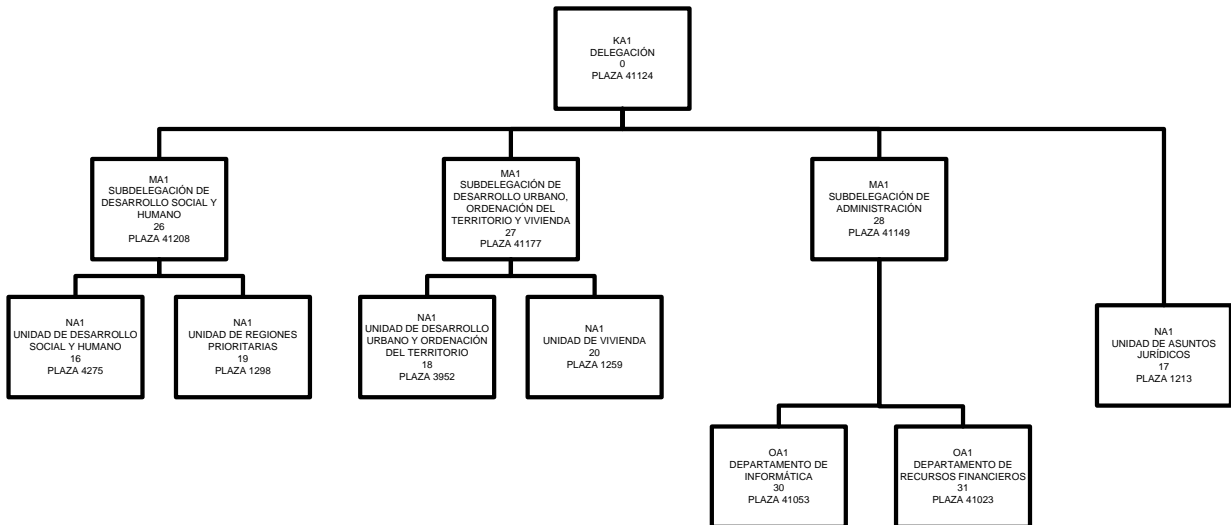 KA1
DELEGACIÓN
0
PLAZA 41124
MA1
SUBDELEGACIÓN DE
DESARROLLO SOCIAL Y
HUMANO
26
PLAZA 41208
MA1
SUBDELEGACIÓN DE
DESARROLLO URBANO,
ORDENACIÓN DEL
TERRITORIO Y VIVIENDA
27
PLAZA 41177
MA1
SUBDELEGACIÓN DE
ADMINISTRACIÓN
28
PLAZA 41149
NA1
UNIDAD DE DESARROLLO
SOCIAL Y HUMANO
16
PLAZA 4275
NA1
UNIDAD DE REGIONES
PRIORITARIAS
19
PLAZA 1298
NA1
UNIDAD DE DESARROLLO
URBANO Y ORDENACIÓN
DEL TERRITORIO
18
PLAZA 3952
NA1
UNIDAD DE VIVIENDA
20
PLAZA 1259
NA1
UNIDAD DE ASUNTOS
JURÍDICOS
17
PLAZA 1213
OA1
DEPARTAMENTO DE
INFORMÁTICA
30
PLAZA 41053
OA1
DEPARTAMENTO DE
RECURSOS FINANCIEROS
31
PLAZA 41023